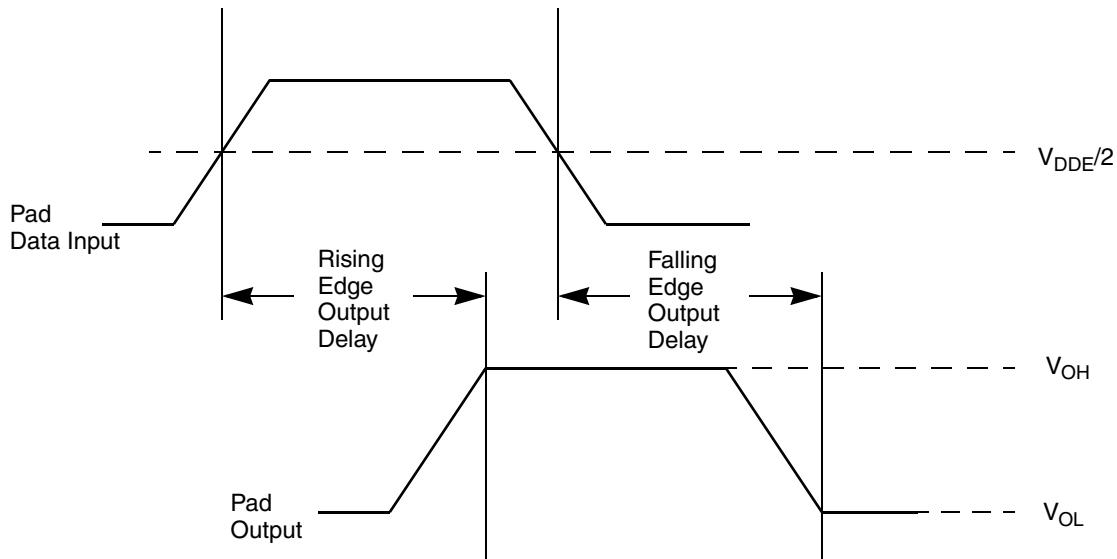 V_DDE/2
Pad
Data Input
Rising
Edge
Output
Delay
Falling
Edge
Output
Delay
V_OH
Pad
Output
V_OL